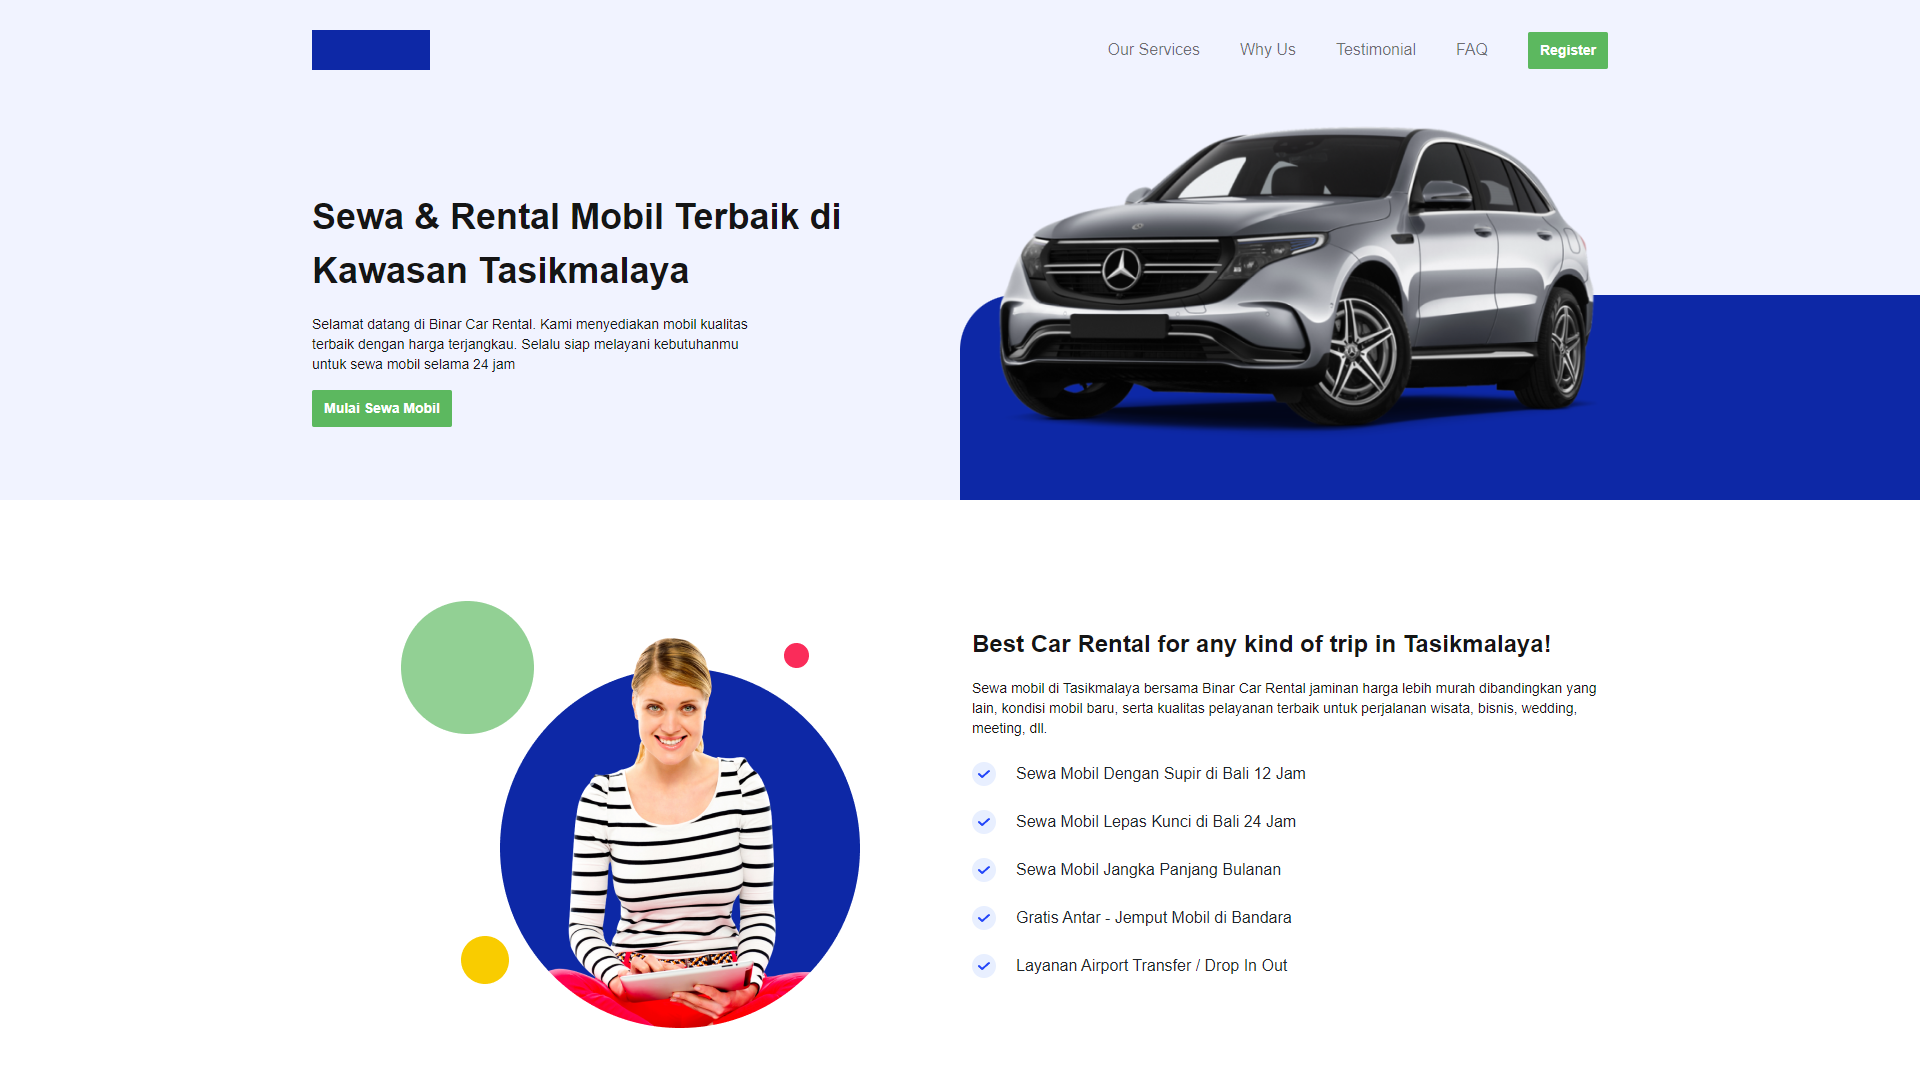 Our Services
Why Us
Testimonial
FAQ
Register
Sewa & Rental Mobil Terbaik di
Kawasan Tasikmalaya
Selamat datang di Binar Car Rental. Kami menyediakan mobil kualitas
terbaik dengan harga terjangkau. Selalu siap melayani kebutuhanmu
untuk sewa mobil selama 24 jam
Mulai Sewa Mobil
Best Car Rental for any kind of trip in Tasikmalaya!
Sewa mobil di Tasikmalaya bersama Binar Car Rental jaminan harga lebih murah dibandingkan yang
lain, kondisi mobil baru, serta kualitas pelayanan terbaik untuk perjalanan wisata, bisnis, wedding,
meeting, dll.
Sewa Mobil Dengan Supir di Bali 12 Jam
Sewa Mobil Lepas Kunci di Bali 24 Jam
Sewa Mobil Jangka Panjang Bulanan
Gratis Antar - Jemput Mobil di Bandara
Layanan Airport Transfer / Drop In Out